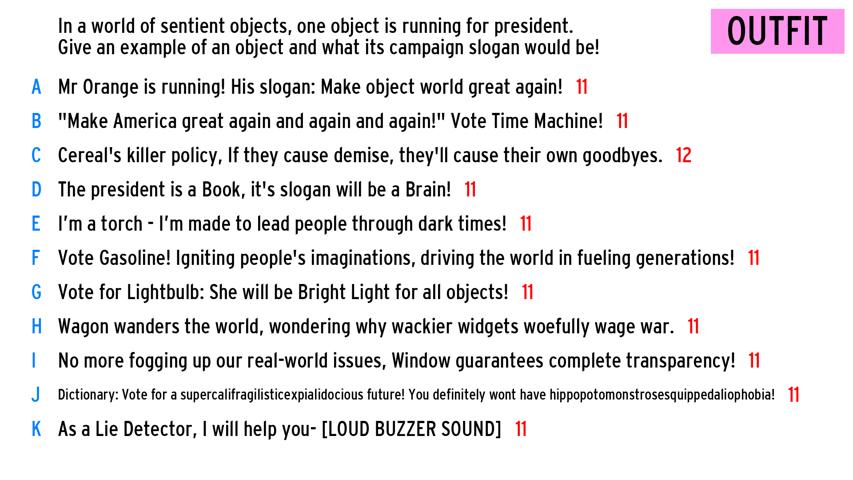 In a world of sentient objects, one object is running for president.
Give an example of an object and what its campaign slogan would be!
OUTFIT
A Mr Orange is running! His slogan: Make object world great again! 11
B "Make America great again and again and again!" Vote Time Machine! 11
C Cereal's killer policy, If they cause demise, they'll cause their own goodbyes. 12
D The president is a Book, it's slogan will be a Brain! 11
E I'm a torch - I'm made to lead people through dark times! 11
F Vote Gasoline! Igniting people's imaginations, driving the world in fueling generations! 11
G Vote for Lightbulb: She will be Bright Light for all objects! 11
H Wagon wanders the world, wondering why wackier widgets woefully wage war. 11
I No more fogging up our real-world issues, Window guarantees complete transparency! 11
J Dictionary: Vote for a supercalifragilisticexpialidocious future! You definitely wont have hippopotomonstrosesquippedaliophobia! 11
K As a Lie Detector, I will help you- [LOUD BUZZER SOUND] 11